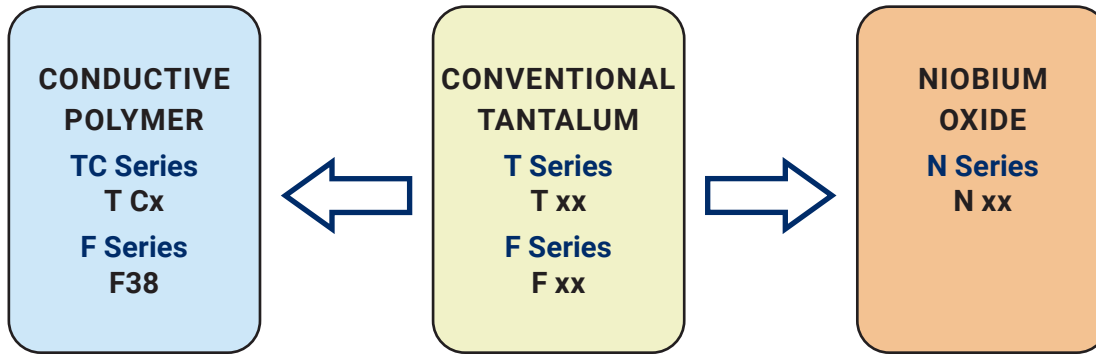 CONDUCTIVE
POLYMER
TC Series
T Cx
F Series
F38
CONVENTIONAL
TANTALUM
T Series
T xx
F Series
F xx
NIOBIUM
OXIDE
N Series
N xx